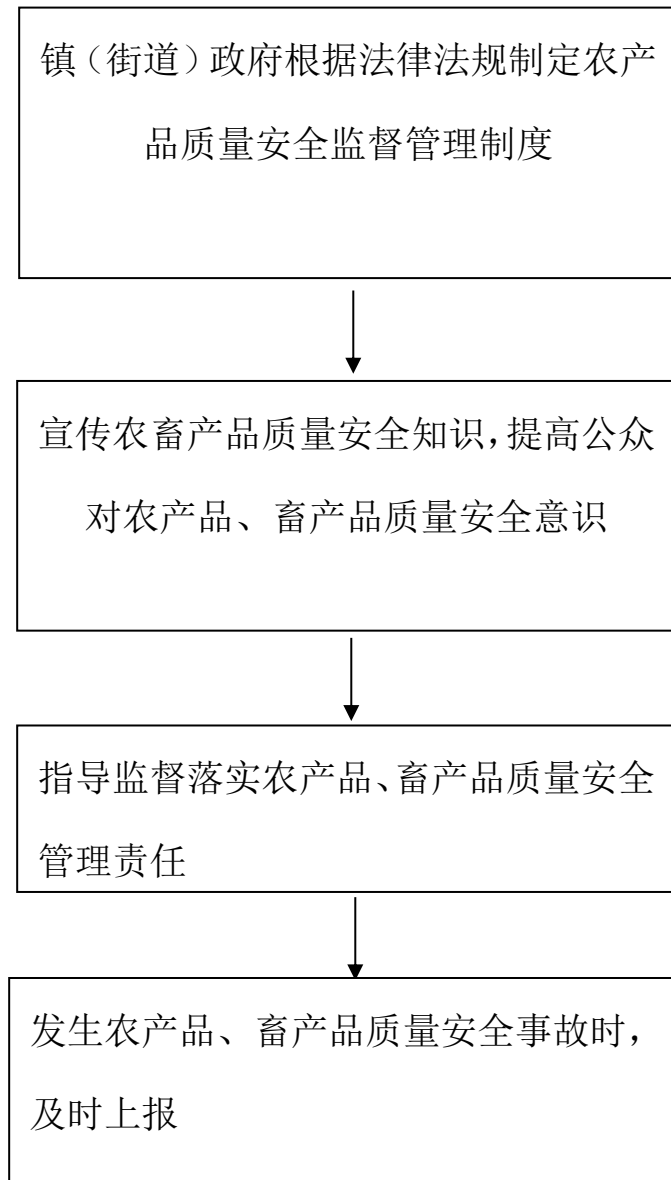 镇（街道）政府根据法律法规制定农产
品质量安全监督管理制度
宣传农畜产品质量安全知识，提高公众
对农产品、畜产品质量安全意识
指导监督落实农产品、畜产品质量安全
管理责任
发生农产品、畜产品质量安全事故时，
及时上报